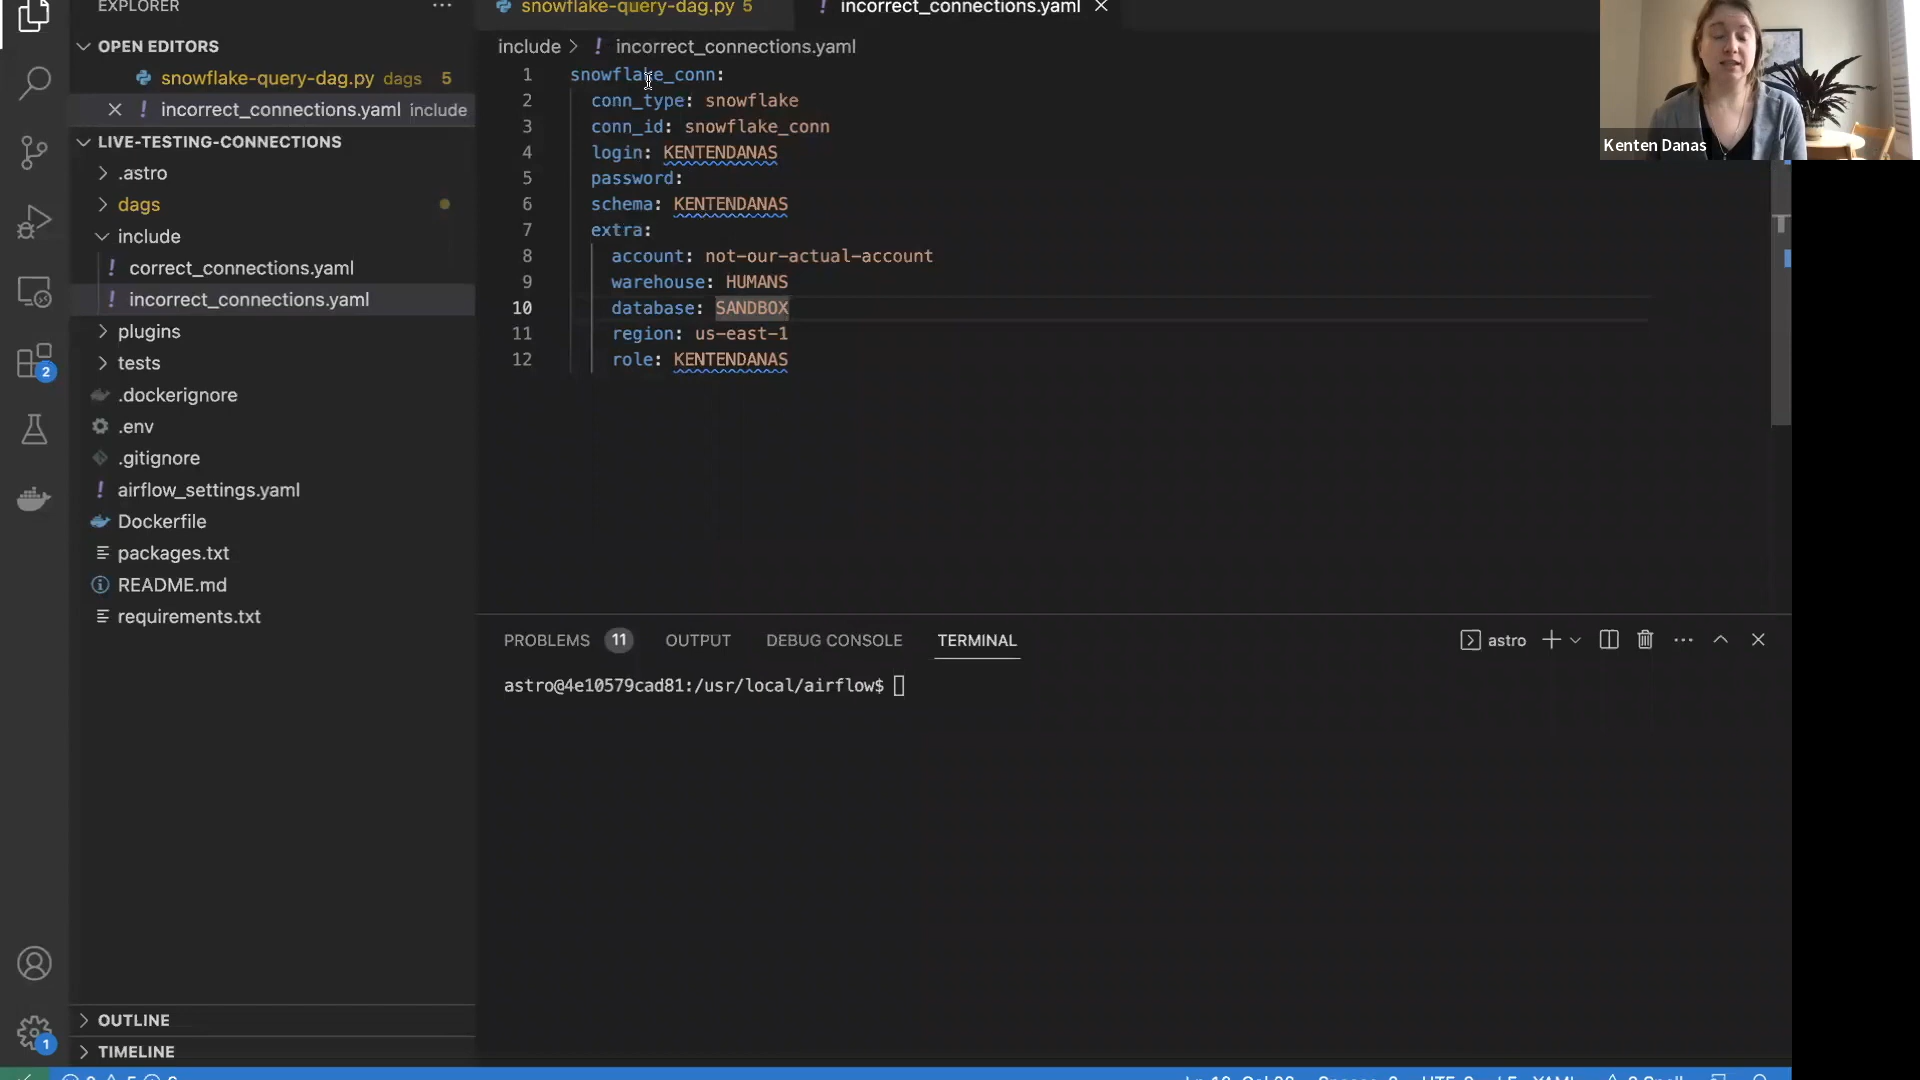 EXPLORER
snowflake-query-dag.py 5
incorrect_connections.yaml
OPEN EDITORS
snowflake-query-dag.py dags 5
incorrect_connections.yaml include
LIVE-TESTING-CONNECTIONS
.astro
dags
include
correct_connections.yaml
incorrect_connections.yaml
plugins
tests
.dockerignore
.env
.gitignore
airflow_settings.yaml
Dockerfile
packages.txt
README.md
requirements.txt
OUTLINE
TIMELINE
2
1
include > ! incorrect_connections.yaml
1 snowflake_conn:
2 conn_type: snowflake
3 conn_id: snowflake_conn
4 login: KENTENDANAS
5 password:
6 schema: KENTENDANAS
7 extra:
8 account: not-our-actual-account
9 warehouse: HUMANS
10 database: SANDBOX
11 region: us-east-1
12 role: KENTENDANAS
Kenten Danas
PROBLEMS 11 OUTPUT DEBUG CONSOLE TERMINAL
astro
astro@4e10579cad81:/usr/local/airflow$